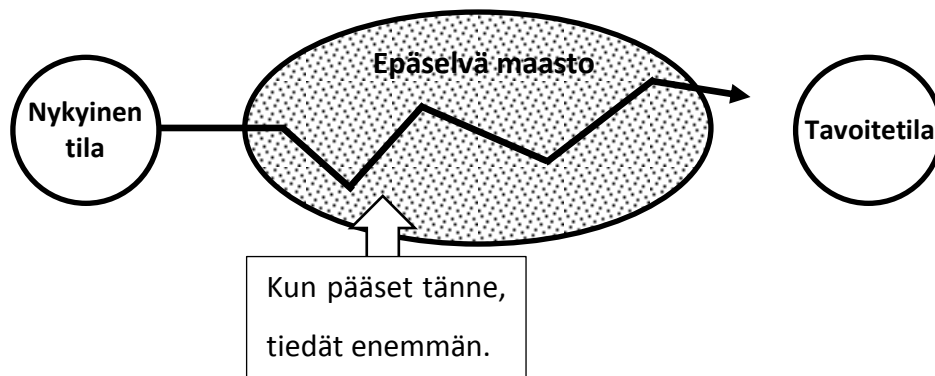 Epäselvä maasto
Nykyinen
tila
Tavoitetila
Kun pääset tänne,
tiedät enemmän.